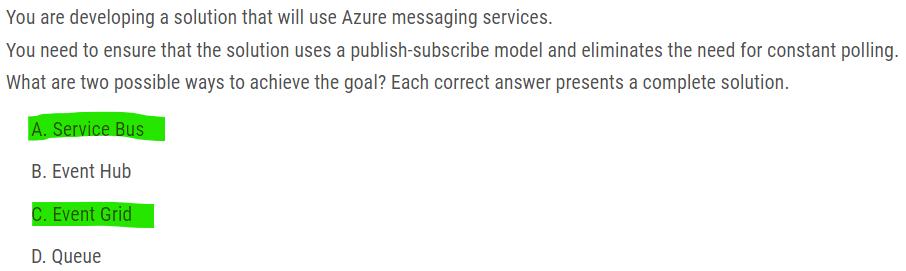 You are developing a solution that will use Azure messaging services.
You need to ensure that the solution uses a publish-subscribe model and eliminates the need for constant polling.
What are two possible ways to achieve the goal? Each correct answer presents a complete solution.
A. Service Bus
B. Event Hub
C. Event Grid
D. Queue